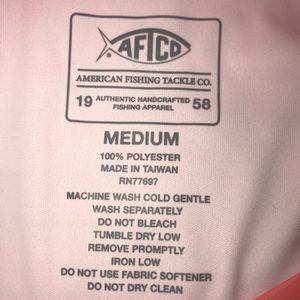 AFTCO
AMERICAN FISHING TACKLE CO.
19 AUTHENTIC HANDCRAFTED 58
FISHING APPAREL
MEDIUM
100% POLYESTER
MADE IN TAIWAN
RN77697
MACHINE WASH COLD GENTLE
WASH SEPARATELY
DO NOT BLEACH
TUMBLE DRY LOW
REMOVE PROMPTLY
IRON LOW
DO NOT USE FABRIC SOFTENER
DO NOT DRY CLEAN